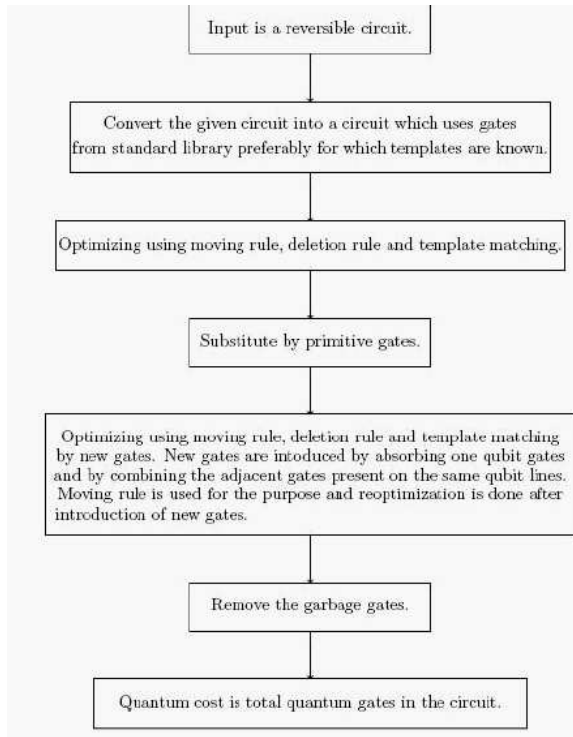 Input is a reversible circuit.
Convert the given circuit into a circuit which uses gates
from standard library preferably for which templates are known.
Optimizing using moving rule, deletion rule and template matching.
Substitute by primitive gates.
Optimizing using moving rule, deletion rule and template matching
by new gates. New gates are intoduced by absorbing one qubit gates
and by combining the adjacent gates present on the same qubit lines.
Moving rule is used for the purpose and reoptimization is done after
introduction of new gates.
Remove the garbage gates.
Quantum cost is total quantum gates in the circuit.